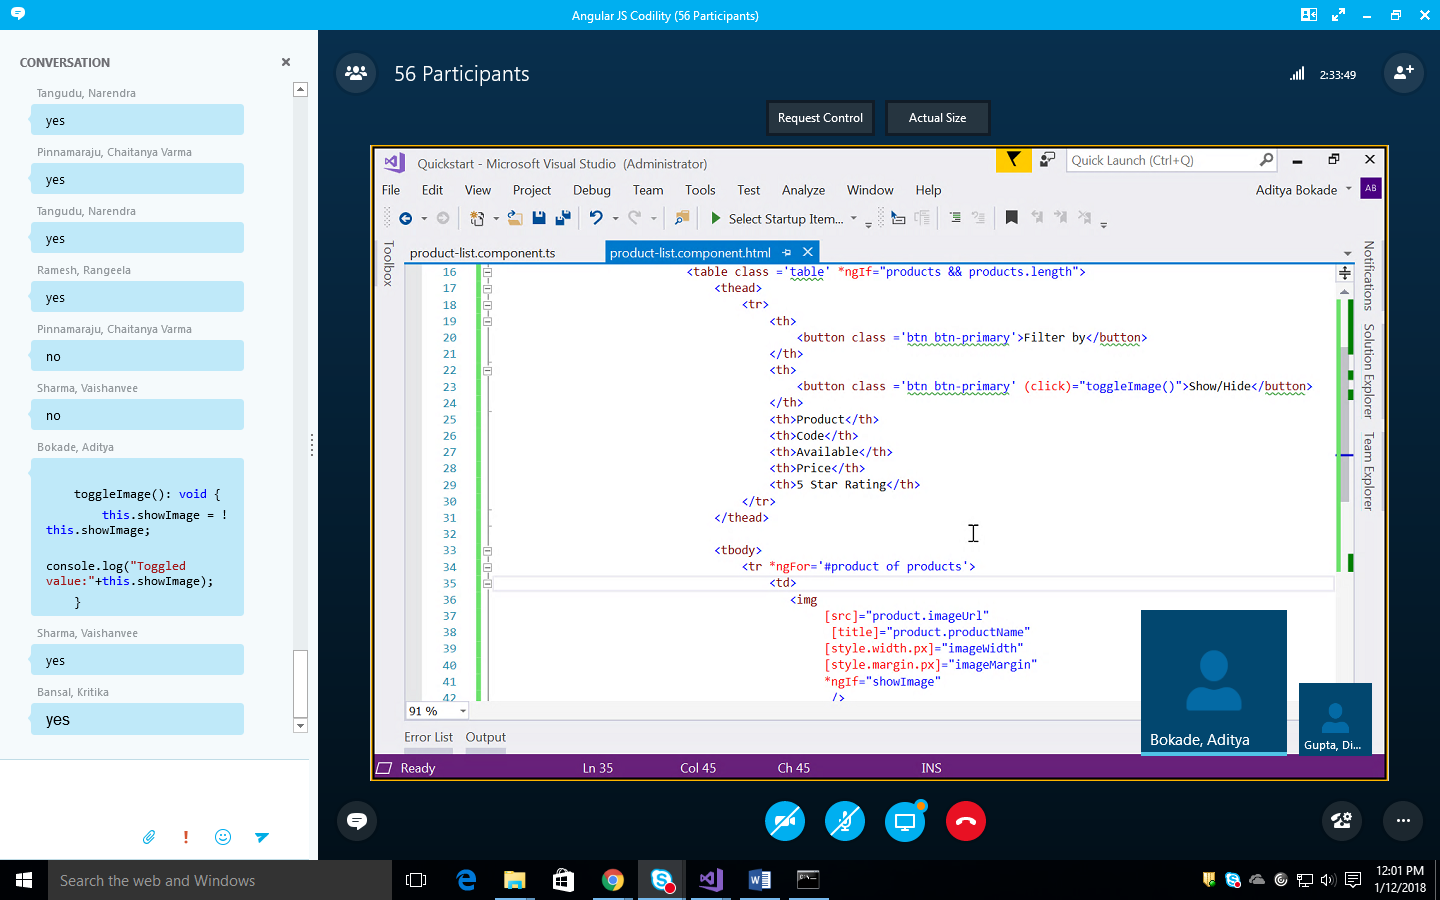 Angular JS Codility (56 Participants)
CONVERSATION
Tangudu, Narendra
yes
Pinnamaraju, Chaitanya Varma
yes
Tangudu, Narendra
yes
Ramesh, Rangeela
yes
Pinnamaraju, Chaitanya Varma
no
Sharma, Vaishanvee
no
Bokade, Aditya
toggleImage(): void {
this.showImage = !
this.showImage;
console.log("Toggled
value:"+this.showImage);
}
Sharma, Vaishanvee
yes
Bansal, Kritika
yes
56 Participants
2:33:49
Request Control
Actual Size
Quickstart - Microsoft Visual Studio (Administrator)
Quick Launch (Ctrl+Q)
File Edit View Project Debug Team Tools Test Analyze Window Help
Aditya Bokade AB
Select Startup Item...
Toolbox
product-list.component.ts product-list.component.html
16 <table class ='table' *ngIf="products && products.length">
17 <thead>
18 <tr>
19 <th>
20 <button class ='btn btn-primary'>Filter by</button>
21 </th>
22 <th>
23 <button class ='btn btn-primary' (click)="toggleImage()">Show/Hide</button>
24 </th>
25 <th>Product</th>
26 <th>Code</th>
27 <th>Available</th>
28 <th>Price</th>
29 <th>5 Star Rating</th>
30 </tr>
31 </thead>
32
33 <tbody>
34 <tr *ngFor='#product of products'>
35 <td>
36 <img
37 [src]="product.imageUrl"
38 [title]="product.productName"
39 [style.width.px]="imageWidth"
40 [style.margin.px]="imageMargin"
41 *ngIf="showImage"
42 />
91 %
Notifications
Solution Explorer
Team Explorer
Error List Output
Ready Ln 35 Col 45 Ch 45 INS
Bokade, Aditya
Gupta, Di...
Search the web and Windows
12:01 PM
1/12/2018